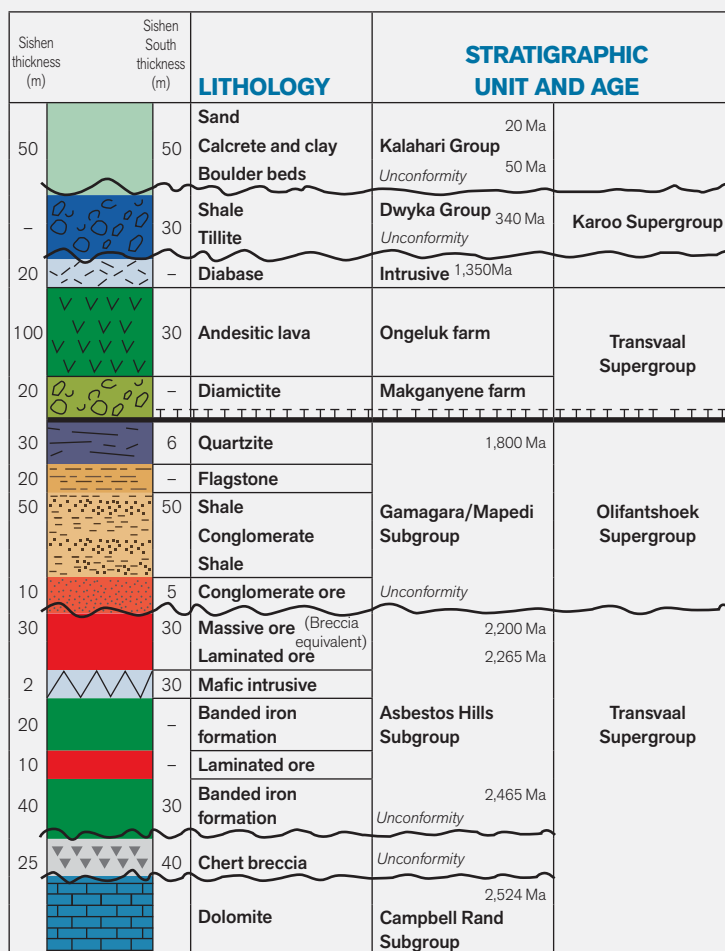 Sishen thickness (m)
Sishen South thickness (m)
LITHOLOGY
STRATIGRAPHIC
UNIT AND AGE
50
50
Sand
Calcrete and clay
Boulder beds
20 Ma
Kalahari Group
Unconformity 50 Ma
–
30
Shale
Tillite
Dwyka Group 340 Ma
Unconformity
Karoo Supergroup
20
–
Diabase
Intrusive 1,350Ma
100
30
Andesitic lava
Ongeluk farm
Transvaal
Supergroup
20
–
Diamictite
Makganyene farm
30
6
Quartzite
1,800 Ma
20
–
Flagstone
50
50
Shale
Conglomerate
Shale
Gamagara/Mapedi
Subgroup
Olifantshoek
Supergroup
10
5
Conglomerate ore
Unconformity
30
30
Massive ore (Breccia equivalent)
Laminated ore
2,200 Ma
2,265 Ma
2
30
Mafic intrusive
20
–
Banded iron
formation
Asbestos Hills
Subgroup
Transvaal
Supergroup
10
–
Laminated ore
40
30
Banded iron
formation
2,465 Ma
Unconformity
25
40
Chert breccia
Unconformity
Dolomite
2,524 Ma
Campbell Rand
Subgroup